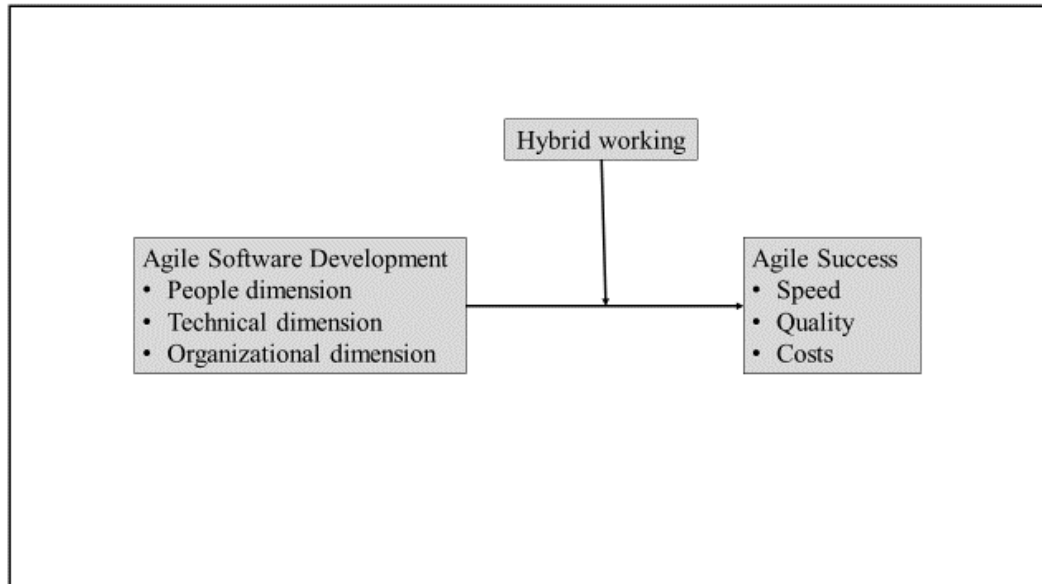 Hybrid working
Agile Software Development
• People dimension
• Technical dimension
• Organizational dimension
Agile Success
• Speed
• Quality
• Costs